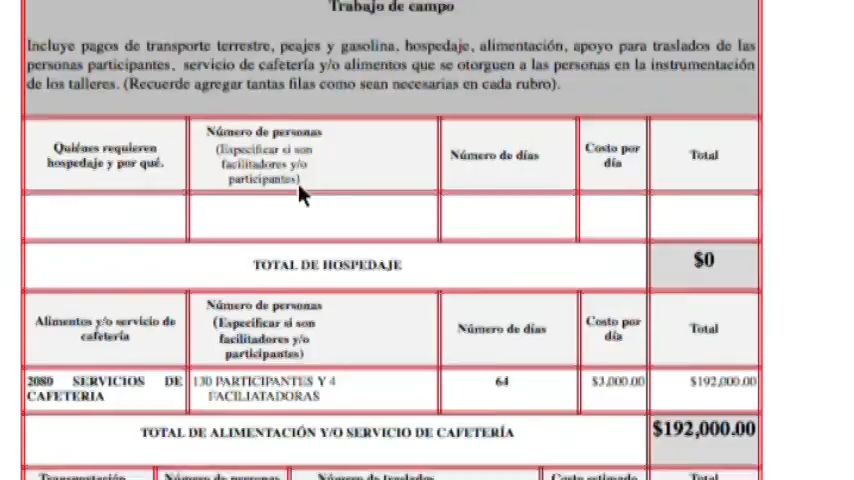 Trabajo de campo
Incluye pagos de transporte terrestre, peajes y gasolina, hospedaje, alimentación, apoyo para traslados de las
personas participantes, servicio de cafetería y/o alimentos que se otorguen a las personas en la instrumentación
de los talleres. (Recuerde agregar tantas filas como sean necesarias en cada rubro).
Quiénes requieren
hospedaje y por qué.
Número de personas
(Especificar si son
facilitadores y/o
participantes)
Número de días
Costo por
día
Total
TOTAL DE HOSPEDAJE
$0
Alimentos y/o servicio de
cafetería
Número de personas
(Especificar si son
facilitadores y/o
participantes)
Número de días
Costo por
día
Total
2080 SERVICIOS DE
CAFETERIA
130 PARTICIPANTES Y 4
FACILIATADORAS
64
$3,000.00
$192,000.00
TOTAL DE ALIMENTACIÓN Y/O SERVICIO DE CAFETERÍA
$192,000.00
Transportación
Número de personas
Número de traslados
Costo estimado
Total